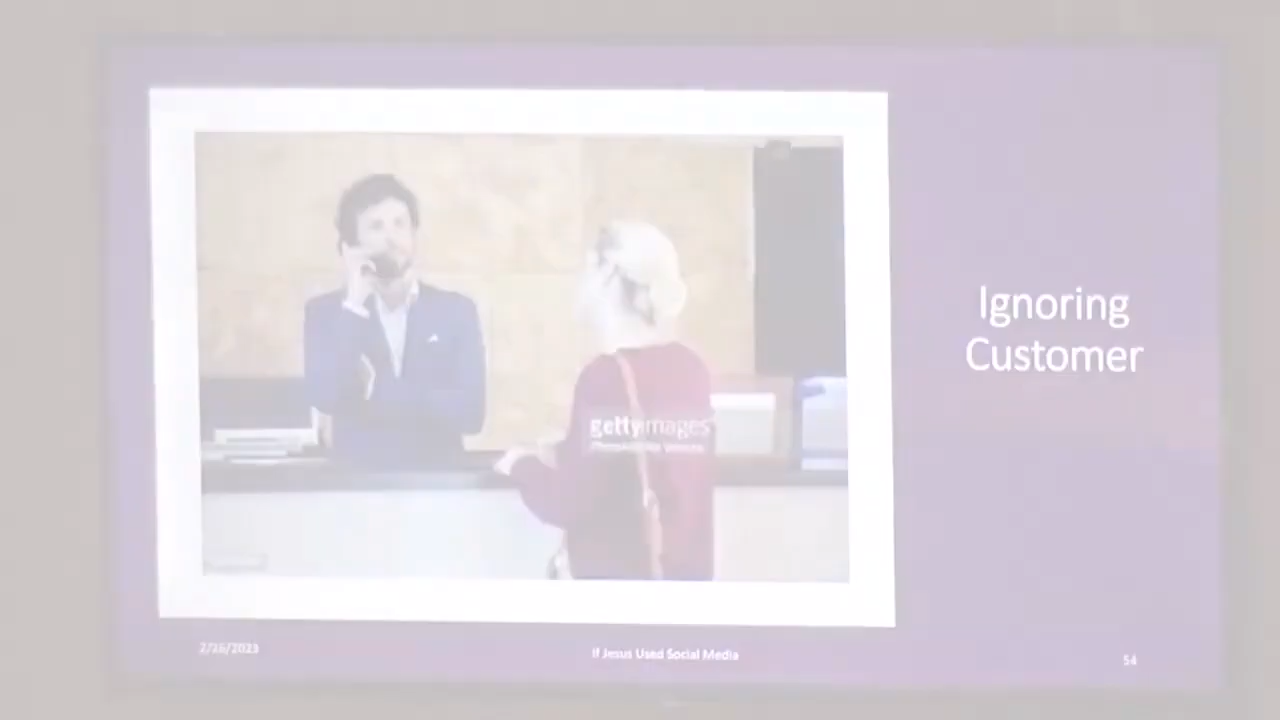 Ignoring
Customer
gettyimages
2/26/2023
If Jesus Used Social Media
54